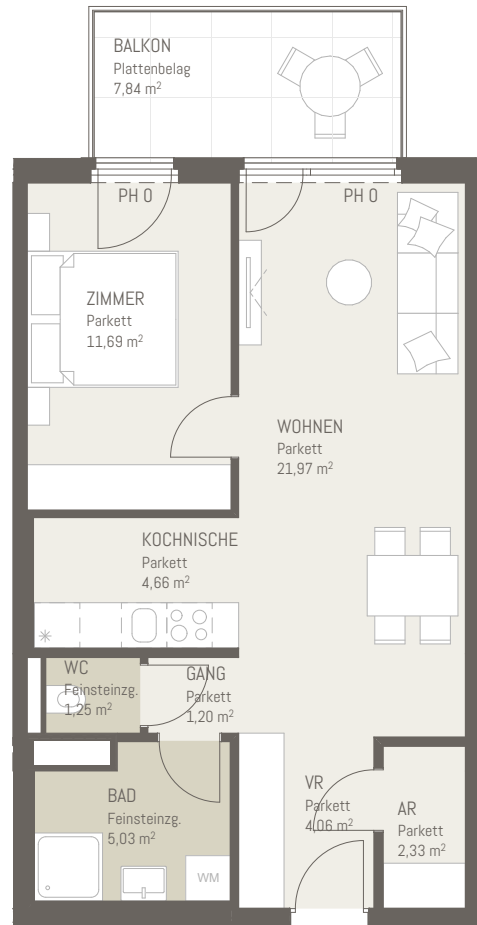 BALKON
Plattenbelag
7,84 m²
PH 0
PH 0
ZIMMER
Parkett
11,69 m²
WOHNEN
Parkett
21,97 m²
KOCHNISCHE
Parkett
4,66 m²
WC
Feinsteinzg.
1,25 m²
GANG
Parkett
1,20 m²
BAD
Feinsteinzg.
5,03 m²
VR
Parkett
4,06 m²
AR
Parkett
2,33 m²
WM